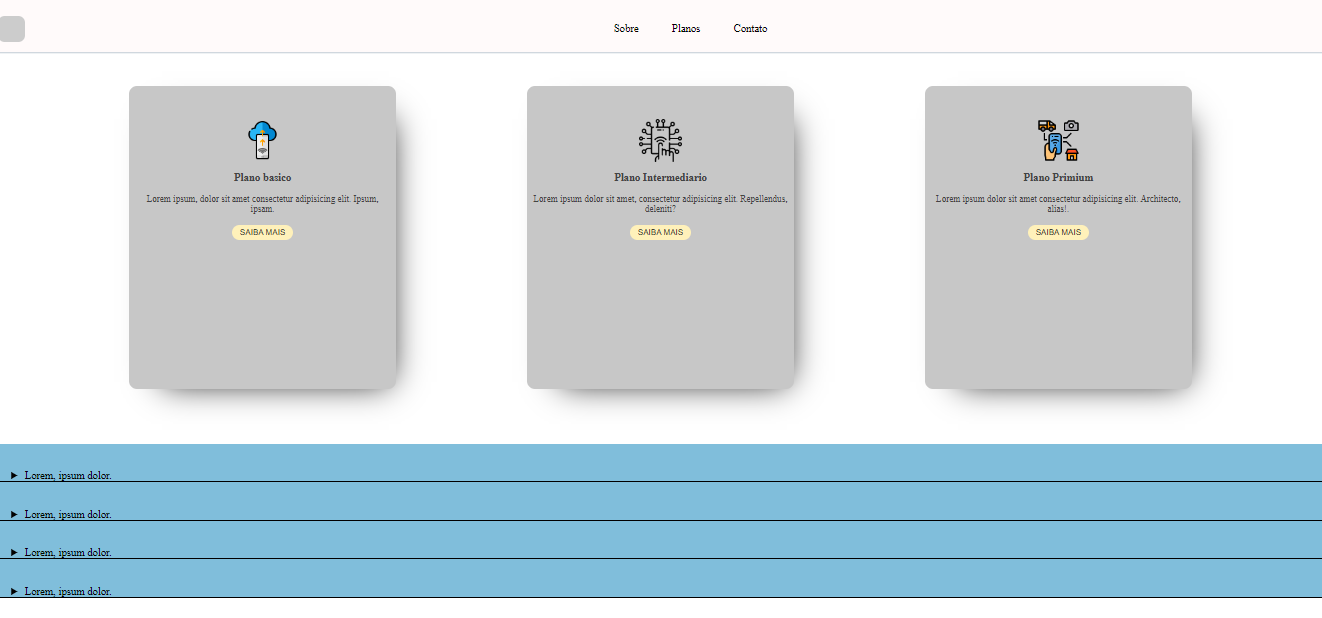 Sobre Planos Contato
Plano basico
Lorem ipsum, dolor sit amet consectetur adipisicing elit. Ipsum,
ipsam.
SAIBA MAIS
Plano Intermediario
Lorem ipsum dolor sit amet, consectetur adipisicing elit. Repellendus,
deleniti?
SAIBA MAIS
Plano Primium
Lorem ipsum dolor sit amet consectetur adipisicing elit. Architecto,
alias!.
SAIBA MAIS
Lorem, ipsum dolor.
Lorem, ipsum dolor.
Lorem, ipsum dolor.
Lorem, ipsum dolor.